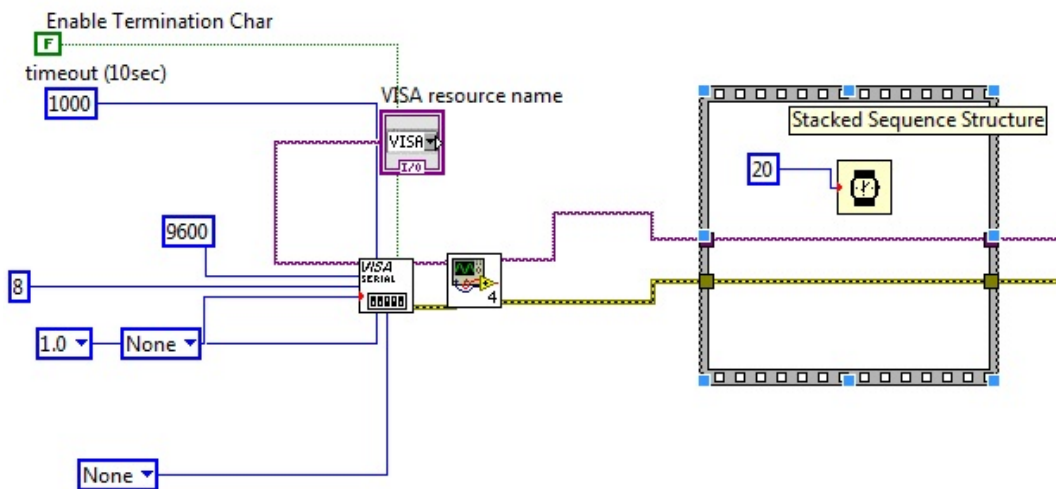 Enable Termination Char
F
timeout (10sec)
1000
VISA resource name
VISA
I/O
Stacked Sequence Structure
20
9600
VISA
SERIAL
4
8
1.0
None
None